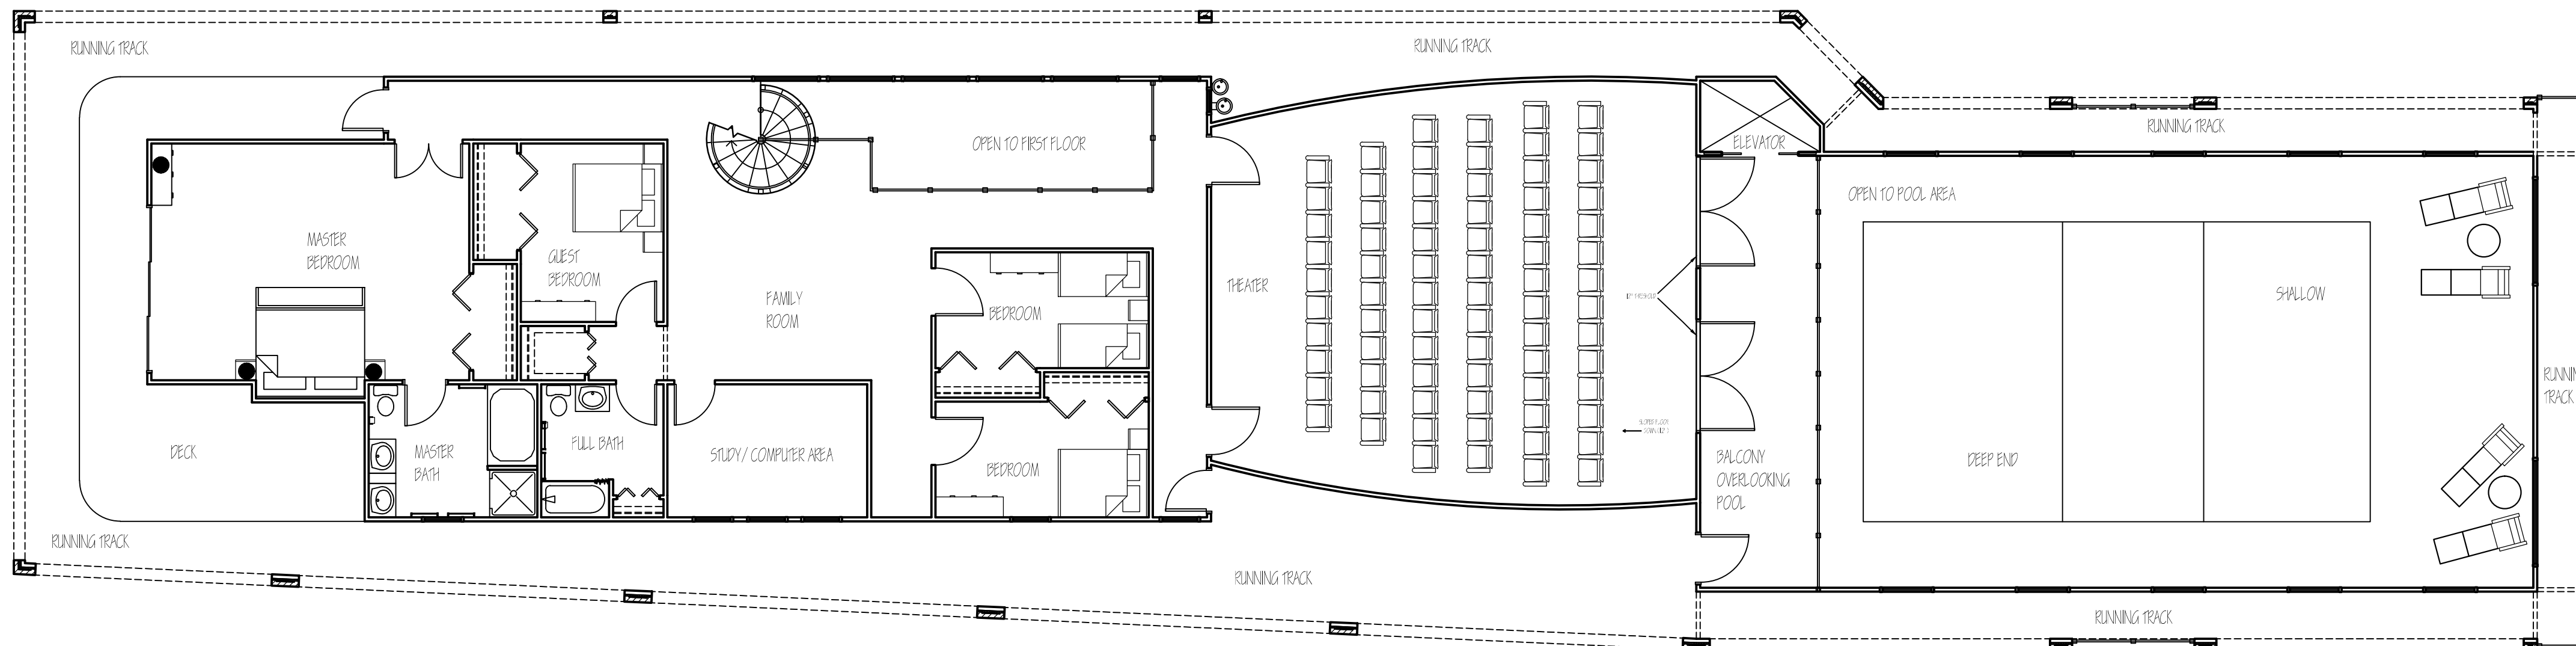 RUNNING TRACK
RUNNING TRACK
RUNNING TRACK
ELEVATOR
OPEN TO FIRST FLOOR
OPEN TO POOL AREA
MASTER
BEDROOM
GUEST
BEDROOM
FAMILY
ROOM
BEDROOM
THEATER
SHALLOW
RUNNIN
TRACK
DECK
MASTER
BATH
FULL BATH
STUDY / COMPUTER AREA
BEDROOM
BALCONY
OVERLOOKING
POOL
DEEP END
RUNNING TRACK
RUNNING TRACK
RUNNING TRACK